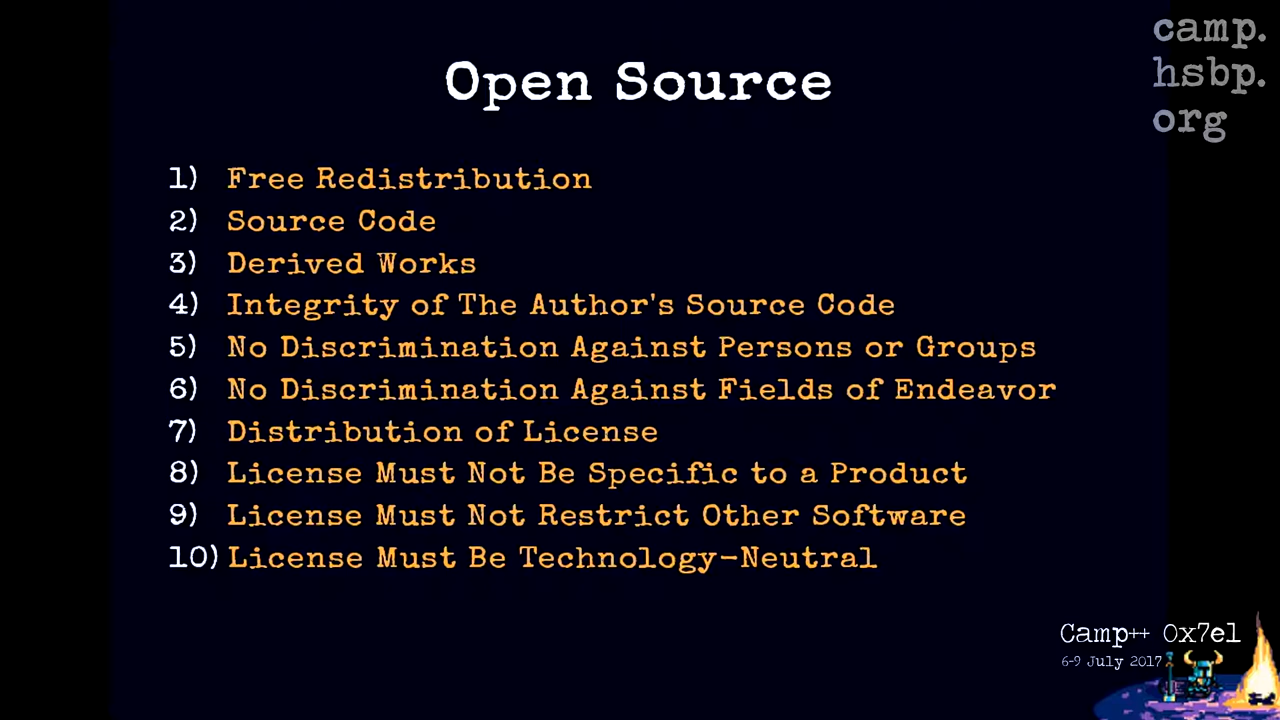 camp.
hsbp.
org
Open Source
1) Free Redistribution
2) Source Code
3) Derived Works
4) Integrity of The Author's Source Code
5) No Discrimination Against Persons or Groups
6) No Discrimination Against Fields of Endeavor
7) Distribution of License
8) License Must Not Be Specific to a Product
9) License Must Not Restrict Other Software
10) License Must Be Technology-Neutral
Camp++ 0x7e1
6-9 July 2017